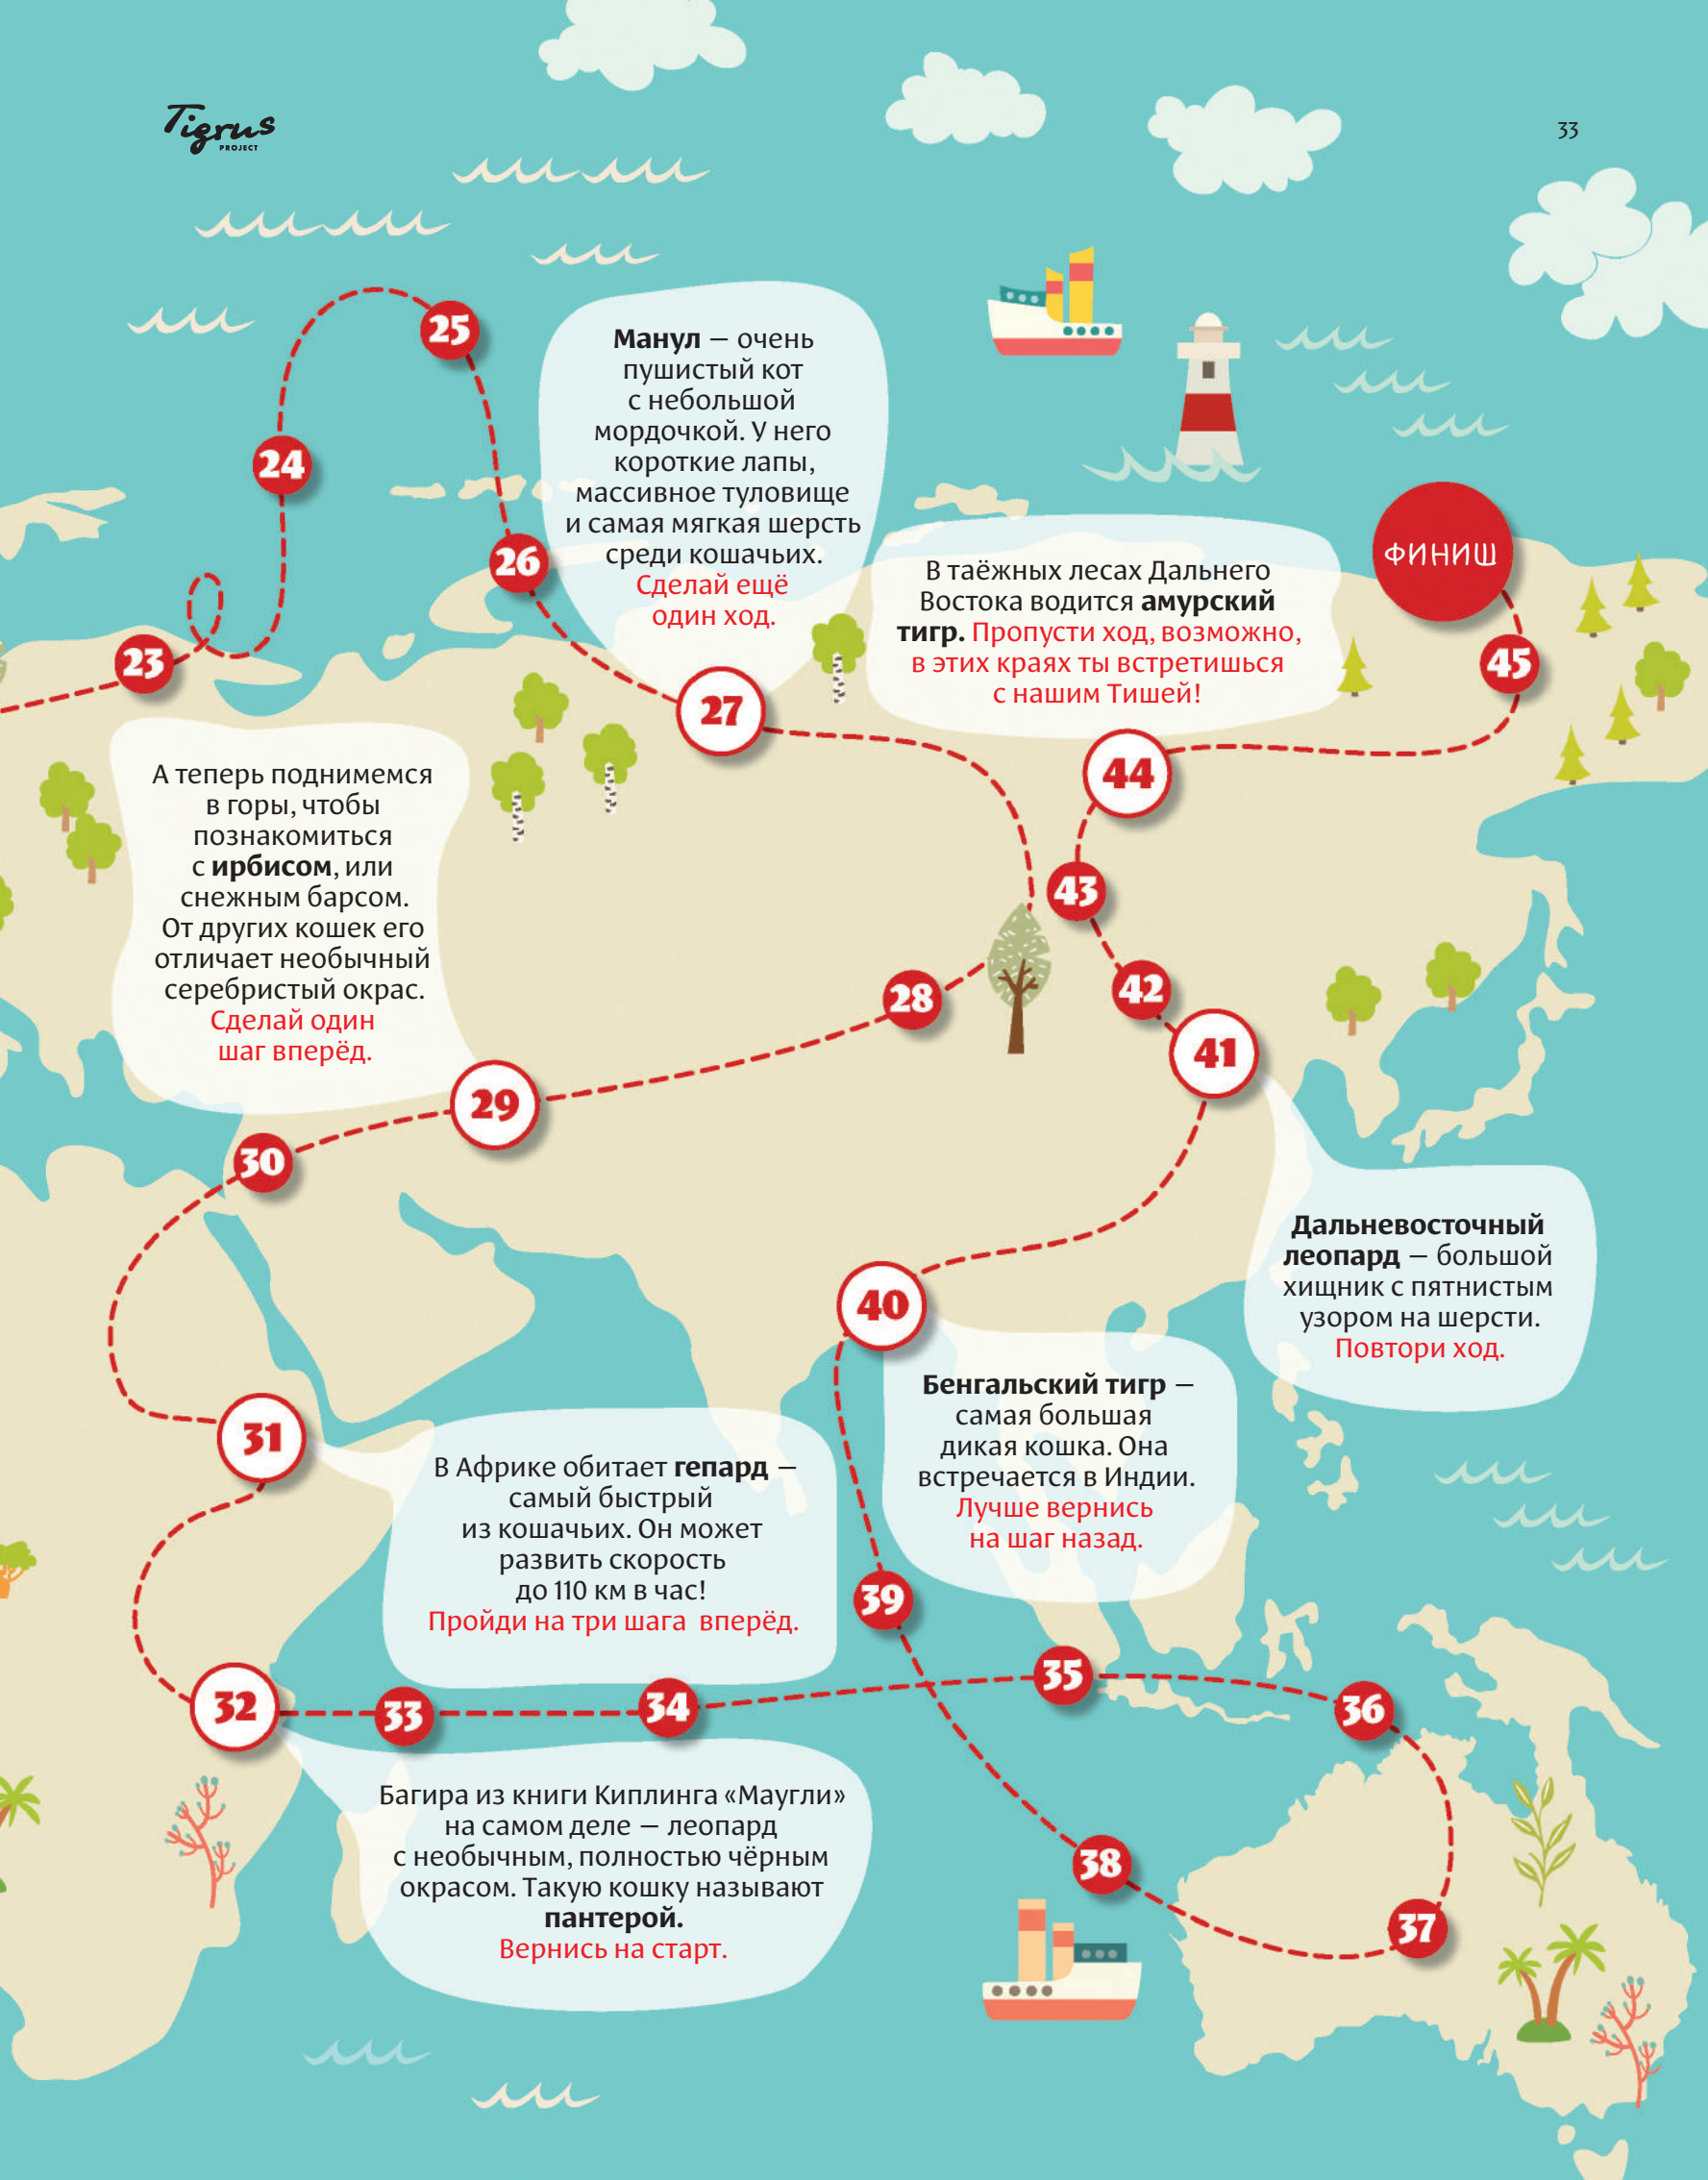 Tigrus
PROJECT
33
25
Манул — очень
пушистый кот
с небольшой
мордочкой. У него
короткие лапы,
массивное туловище
и самая мягкая шерсть
среди кошачьих.
Сделай ещё
один ход.
24
26
ФИНИШ
В таёжных лесах Дальнего
Востока водится амурский
тигр. Пропусти ход, возможно,
в этих краях ты встретишься
с нашим Тишей!
23
45
27
44
А теперь поднимемся
в горы, чтобы
познакомиться
с ирбисом, или
снежным барсом.
От других кошек его
отличает необычный
серебристый окрас.
Сделай один
шаг вперёд.
43
42
28
41
29
30
Дальневосточный
леопард — большой
хищник с пятнистым
узором на шерсти.
Повтори ход.
40
Бенгальский тигр —
самая большая
дикая кошка. Она
встречается в Индии.
Лучше вернись
на шаг назад.
31
В Африке обитает гепард —
самый быстрый
из кошачьих. Он может
развить скорость
до 110 км в час!
Пройди на три шага вперёд.
39
32
33
34
35
36
Багира из книги Киплинга «Маугли»
на самом деле — леопард
с необычным, полностью чёрным
окрасом. Такую кошку называют
пантерой.
Вернись на старт.
38
37